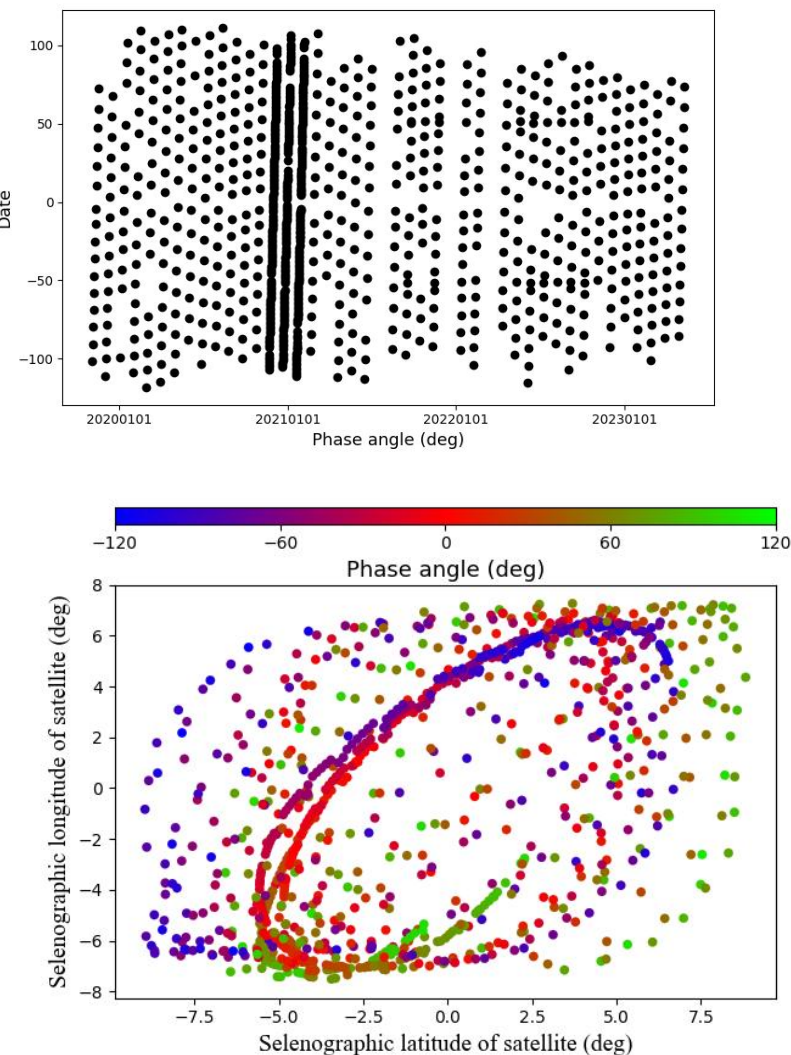 100
50
0
−50
−100
Date
20200101 20210101 20220101 20230101
Phase angle (deg)
−120 −60 0 60 120
Phase angle (deg)
8
6
4
2
0
−2
−4
−6
−8
Selenographic longitude of satellite (deg)
−7.5 −5.0 −2.5 0.0 2.5 5.0 7.5
Selenographic latitude of satellite (deg)